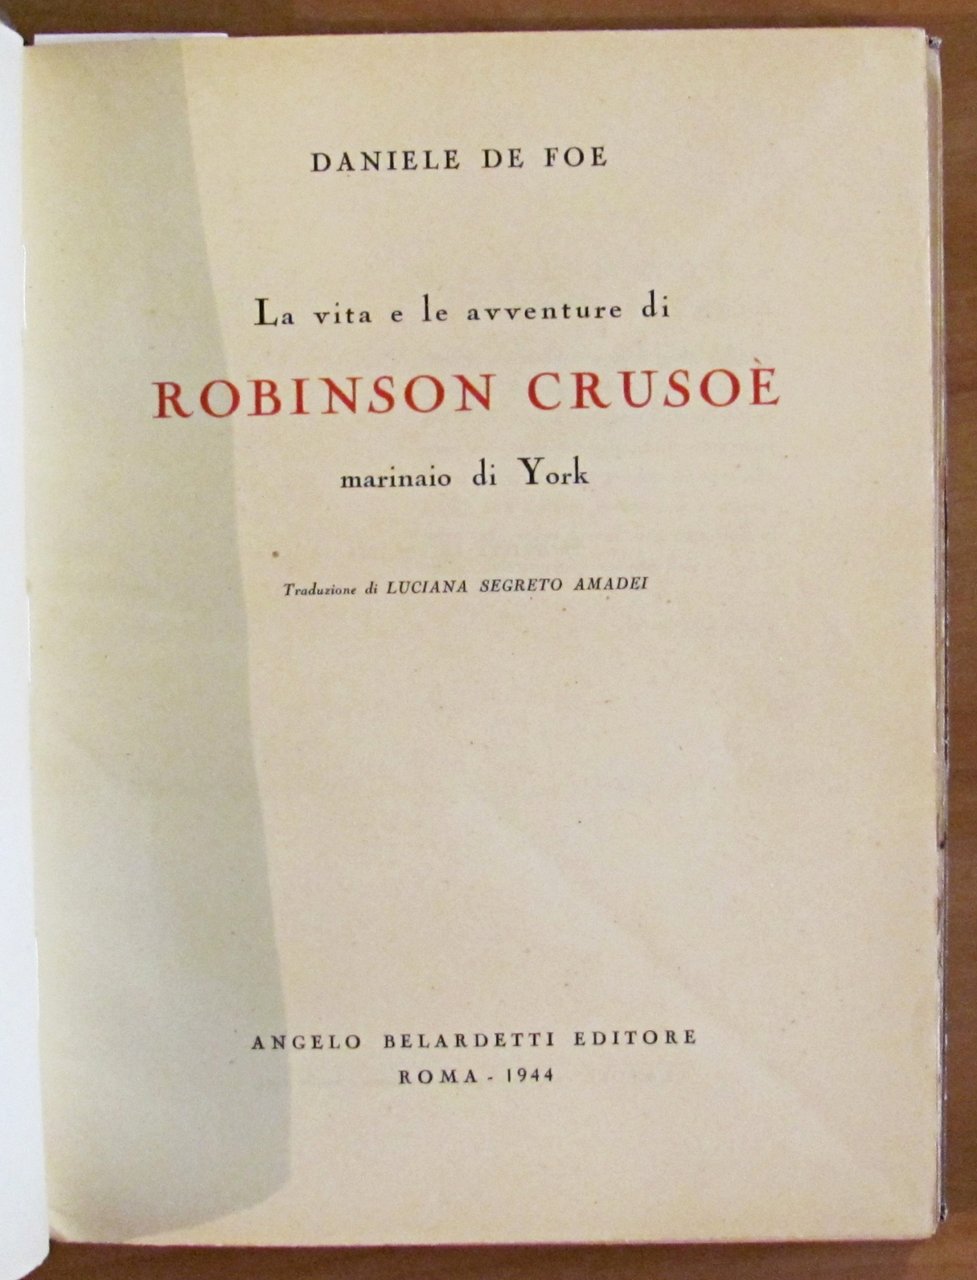 DANIELE DE FOE
La vita e le avventure di
ROBINSON CRUSOÈ
marinaio di York
Traduzione di LUCIANA SEGRETO AMADEI
ANGELO BELARDETTI EDITORE
ROMA - 1944